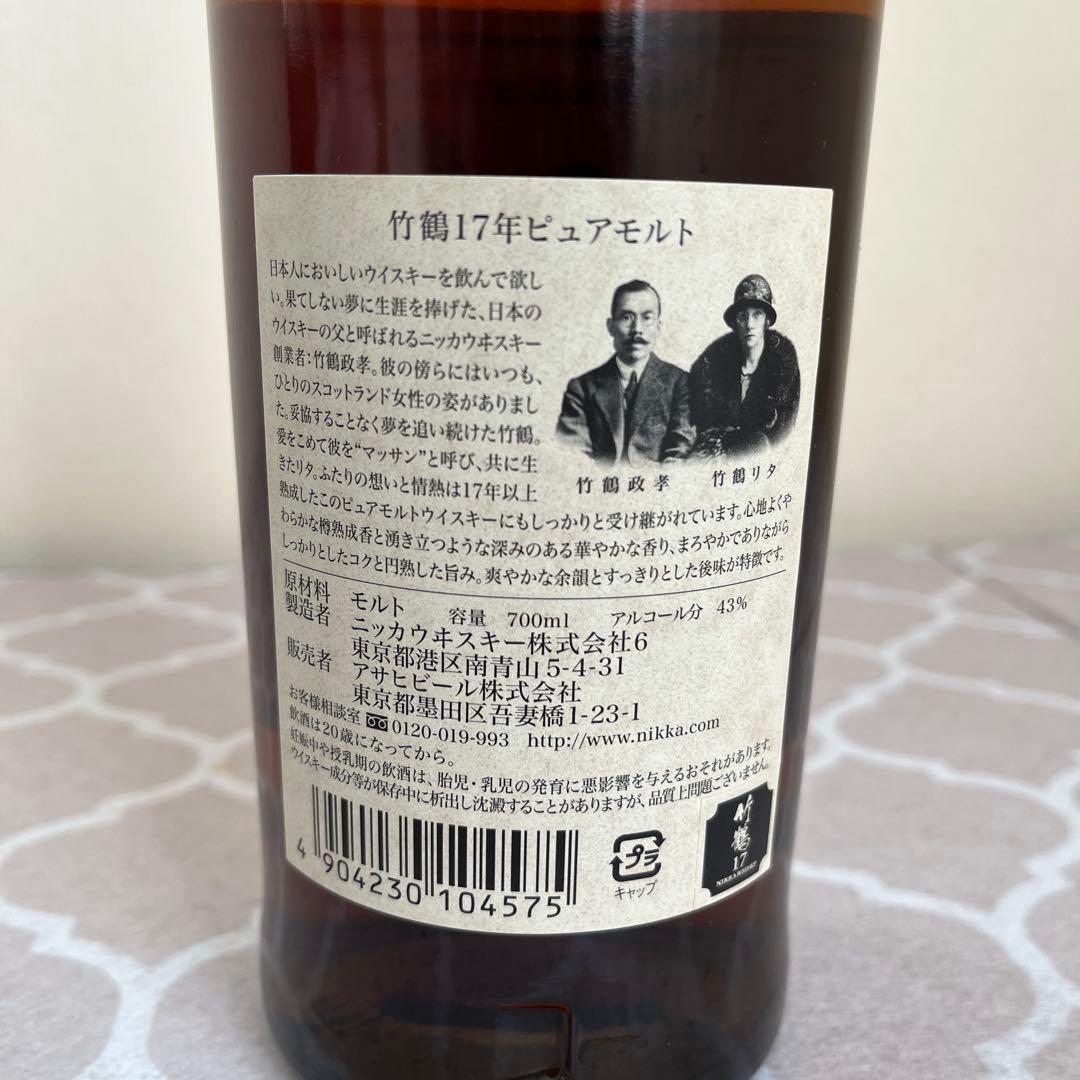 竹鶴17年ピュアモルト
日本人においしいウイスキーを飲んで欲し
い。果てしない夢に生涯を捧げた、日本の
ウイスキーの父と呼ばれるニッカウヰスキー
創業者：竹鶴政孝。彼の傍らにはいつも、
ひとりのスコットランド女性の姿がありまし
た。妥協することなく夢を追い続けた竹鶴。
愛をこめて彼を“マッサン”と呼び、共に生
きたリタ。ふたりの想いと情熱は17年以上
熟成したこのピュアモルトウイスキーにもしっかりと受け継がれています。心地よくや
わらかな樽熟成香と湧き立つような深みのある華やかな香り、まろやかでありながら
しっかりとしたコクと円熟した旨み。爽やかな余韻とすっきりとした後味が特徴です。
竹鶴政孝 竹鶴リタ
原材料 モルト 容量 700ml アルコール分 43%
製造者 ニッカウヰスキー株式会社6
東京都港区南青山5-4-31
販売者 アサヒビール株式会社
東京都墨田区吾妻橋1-23-1
お客様相談室 0120-019-993 http://www.nikka.com
飲酒は20歳になってから。
妊娠中や授乳期の飲酒は、胎児・乳児の発育に悪影響を与えるおそれがあります。
ウイスキー成分等が保存中に析出し沈澱することがありますが、品質上問題ございません。
4 904230 104575
プラ
キャップ
竹鶴
17
NIKKA WHISKY